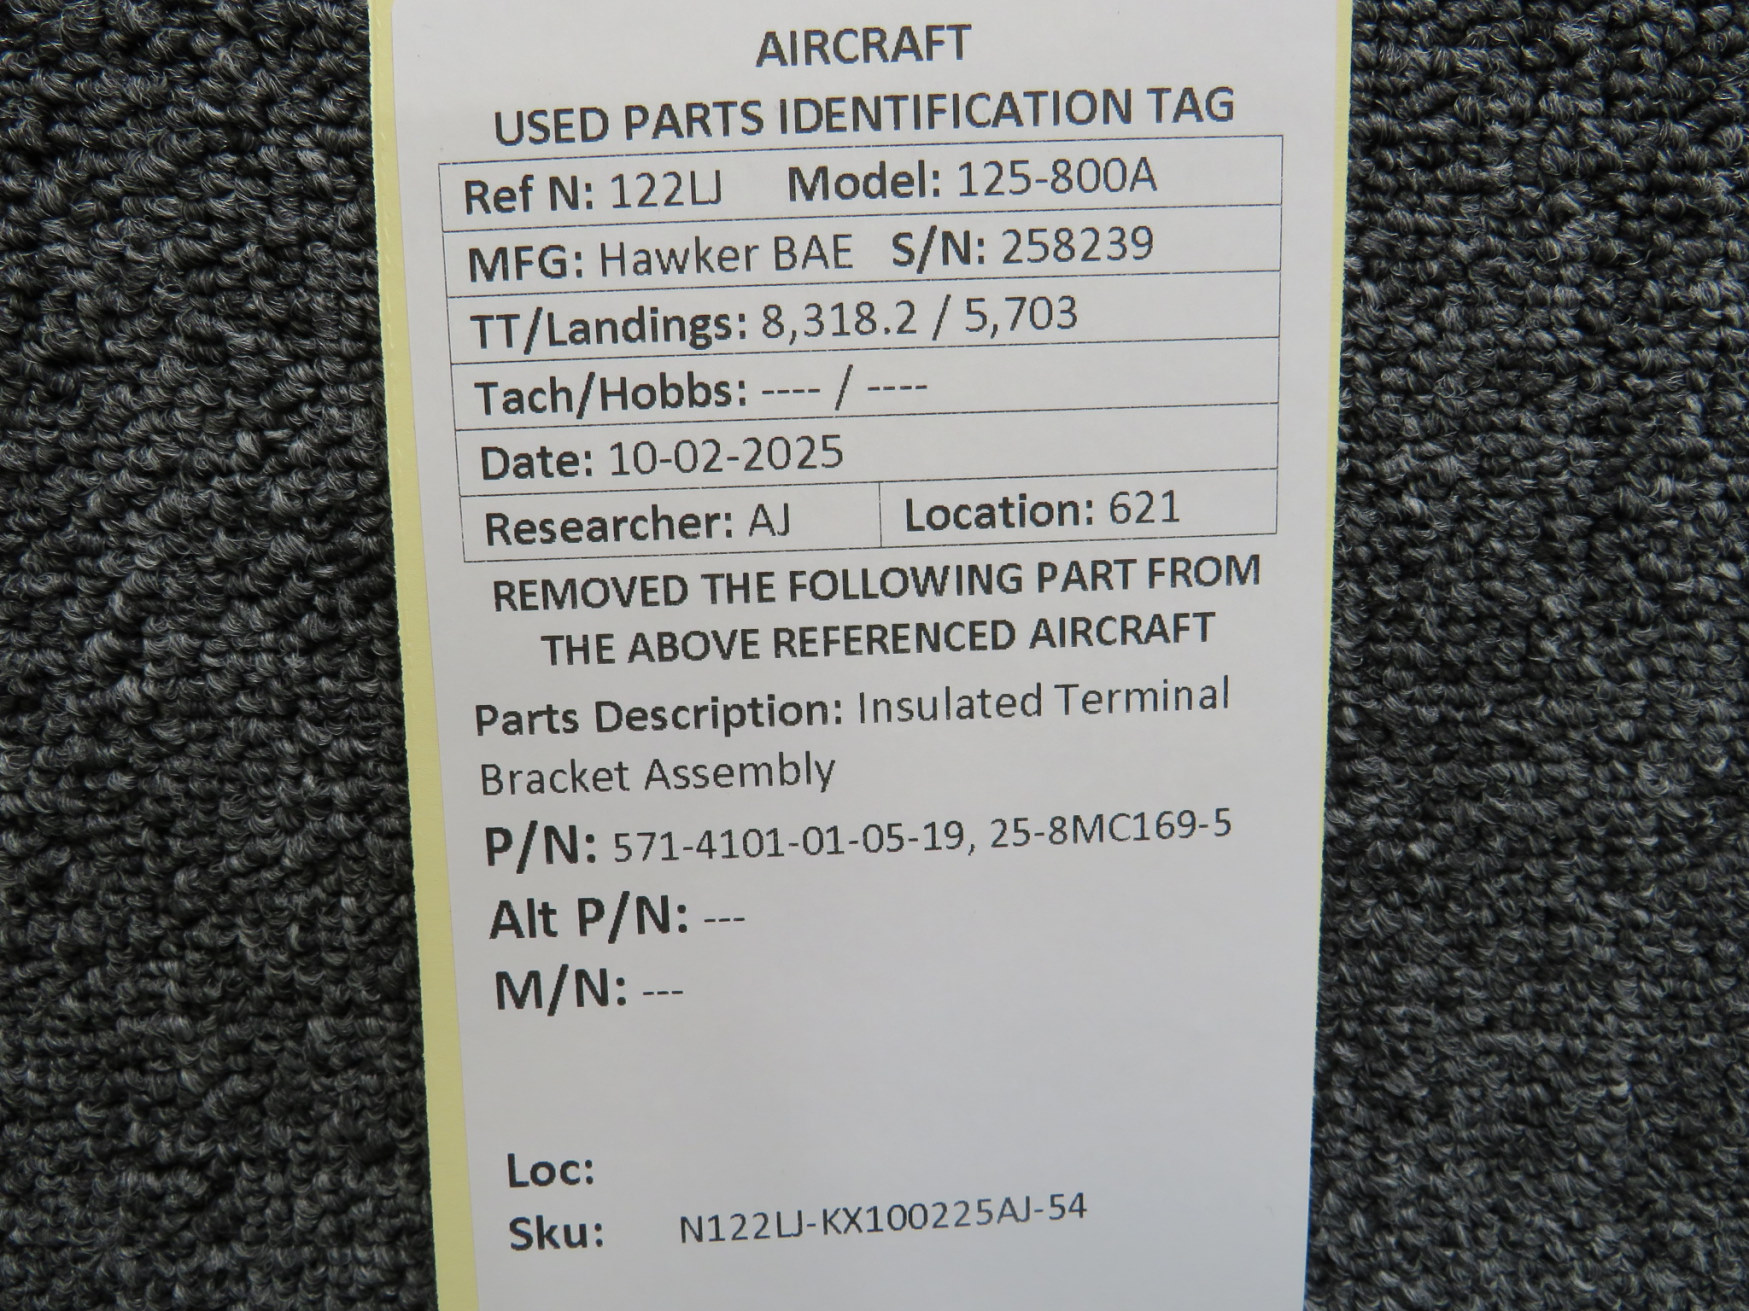 AIRCRAFT
USED PARTS IDENTIFICATION TAG
Ref N: 122LJ Model: 125-800A
MFG: Hawker BAE S/N: 258239
TT/Landings: 8,318.2 / 5,703
Tach/Hobbs: ---- / ----
Date: 10-02-2025
Researcher: AJ Location: 621
REMOVED THE FOLLOWING PART FROM
THE ABOVE REFERENCED AIRCRAFT
Parts Description: Insulated Terminal
Bracket Assembly
P/N: 571-4101-01-05-19, 25-8MC169-5
Alt P/N: ---
M/N: ---
Loc:
Sku: N122LJ-KX100225AJ-54